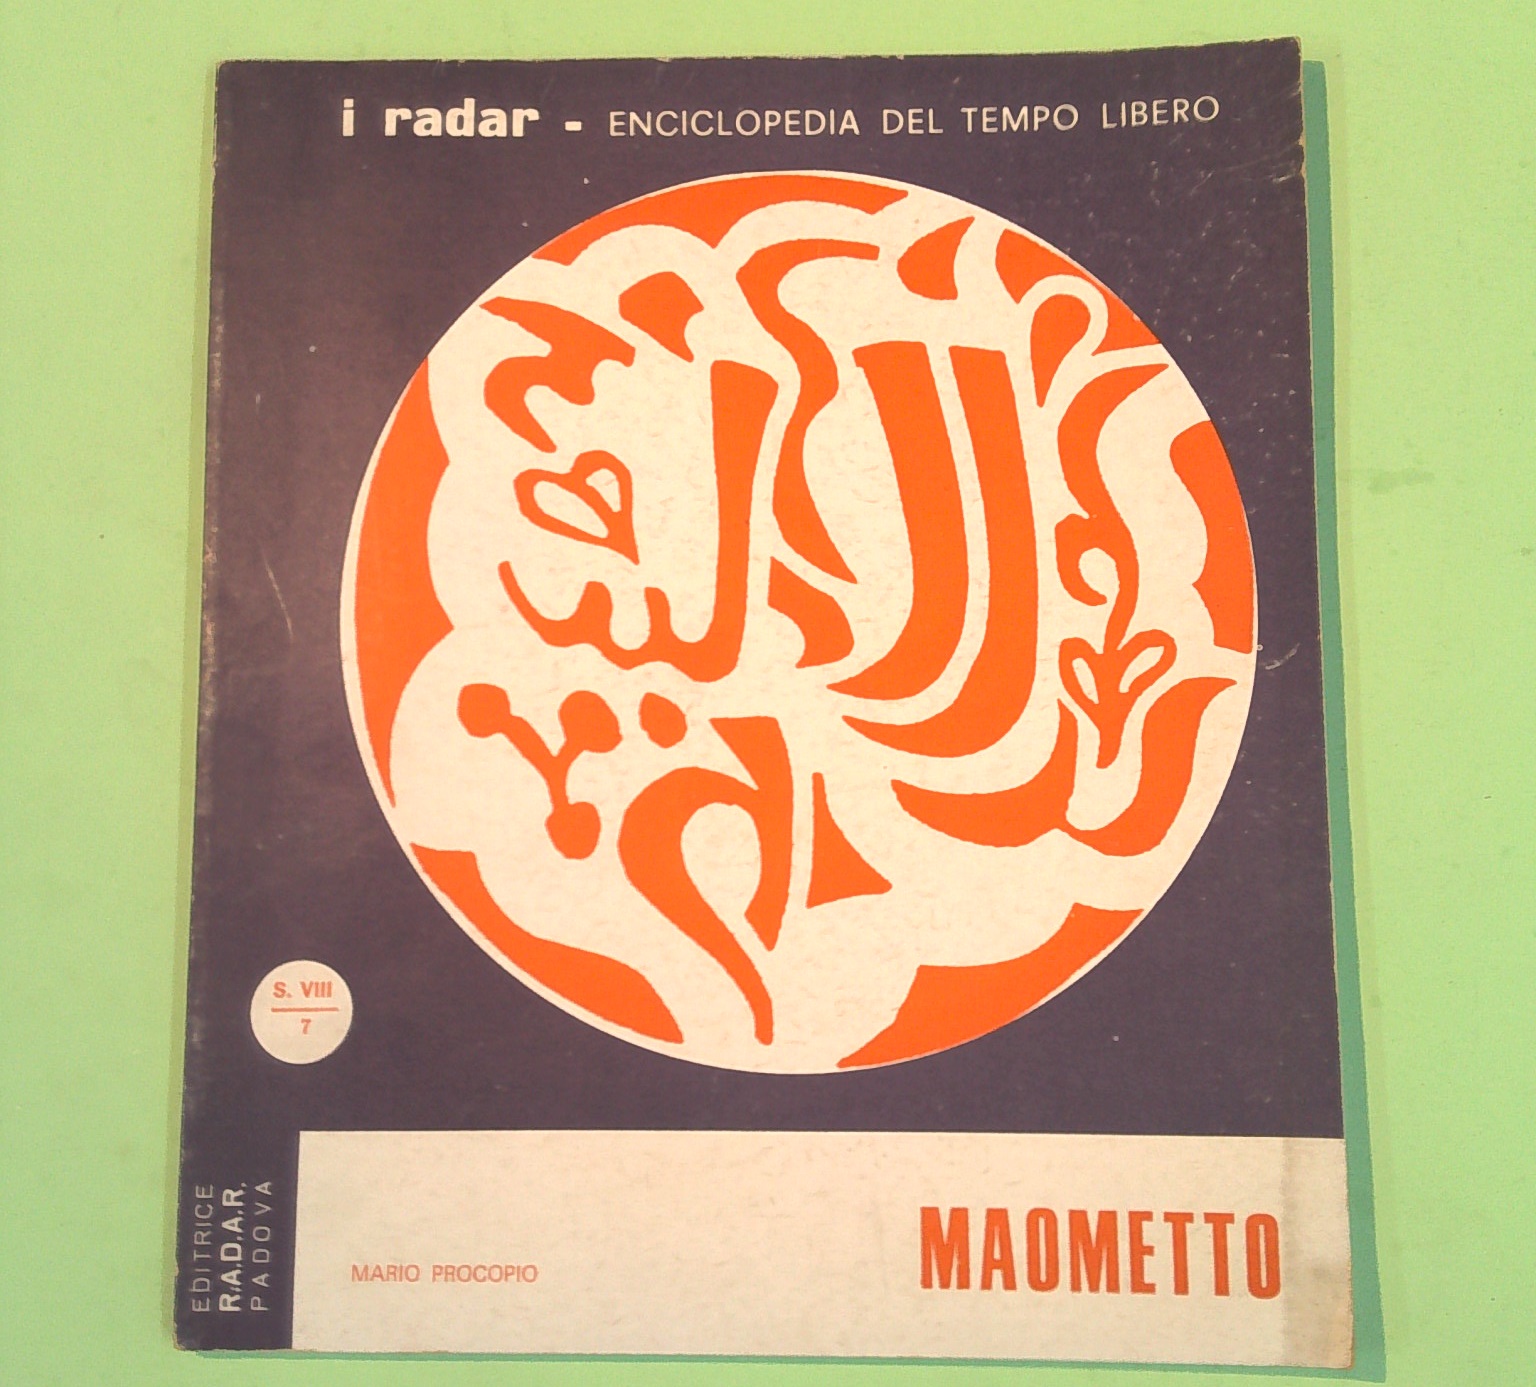 i radar - ENCICLOPEDIA DEL TEMPO LIBERO
S. VIII
7
EDITRICE
R.A.D.A.R.
PADOVA
MARIO PROCOPIO
MAOMETTO